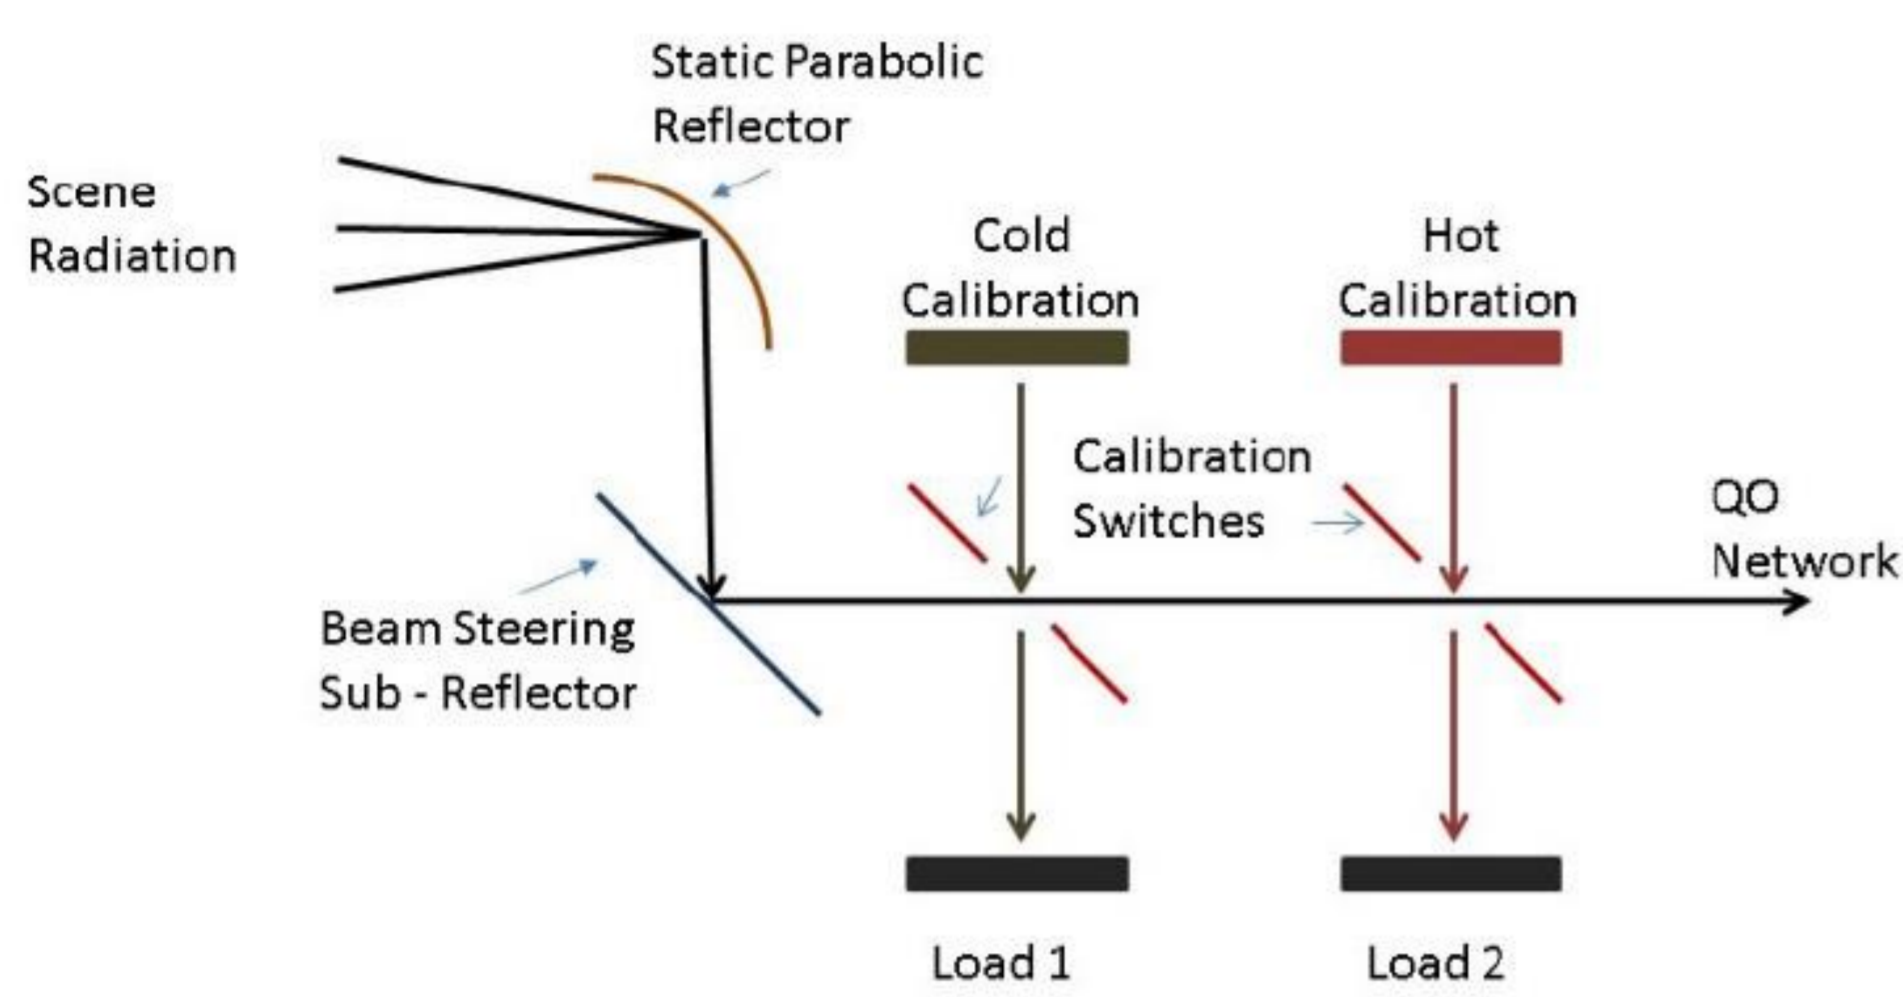 Static Parabolic
Reflector
Scene
Radiation
Cold
Calibration
Hot
Calibration
Calibration
Switches
QO
Network
Beam Steering
Sub - Reflector
Load 1
Load 2